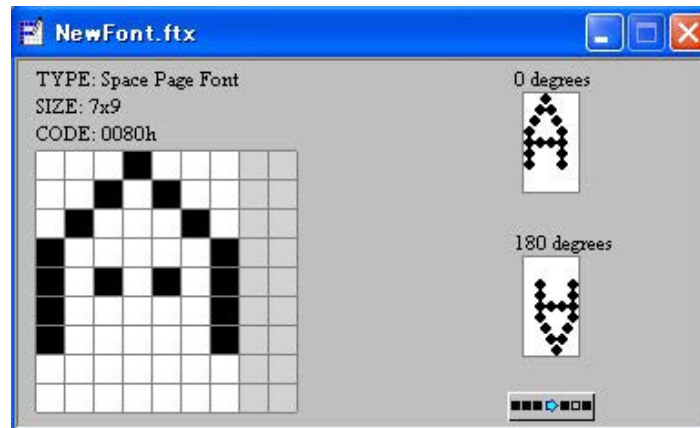 NewFont.ftx
TYPE: Space Page Font
SIZE: 7x9
CODE: 0080h
0 degrees
180 degrees